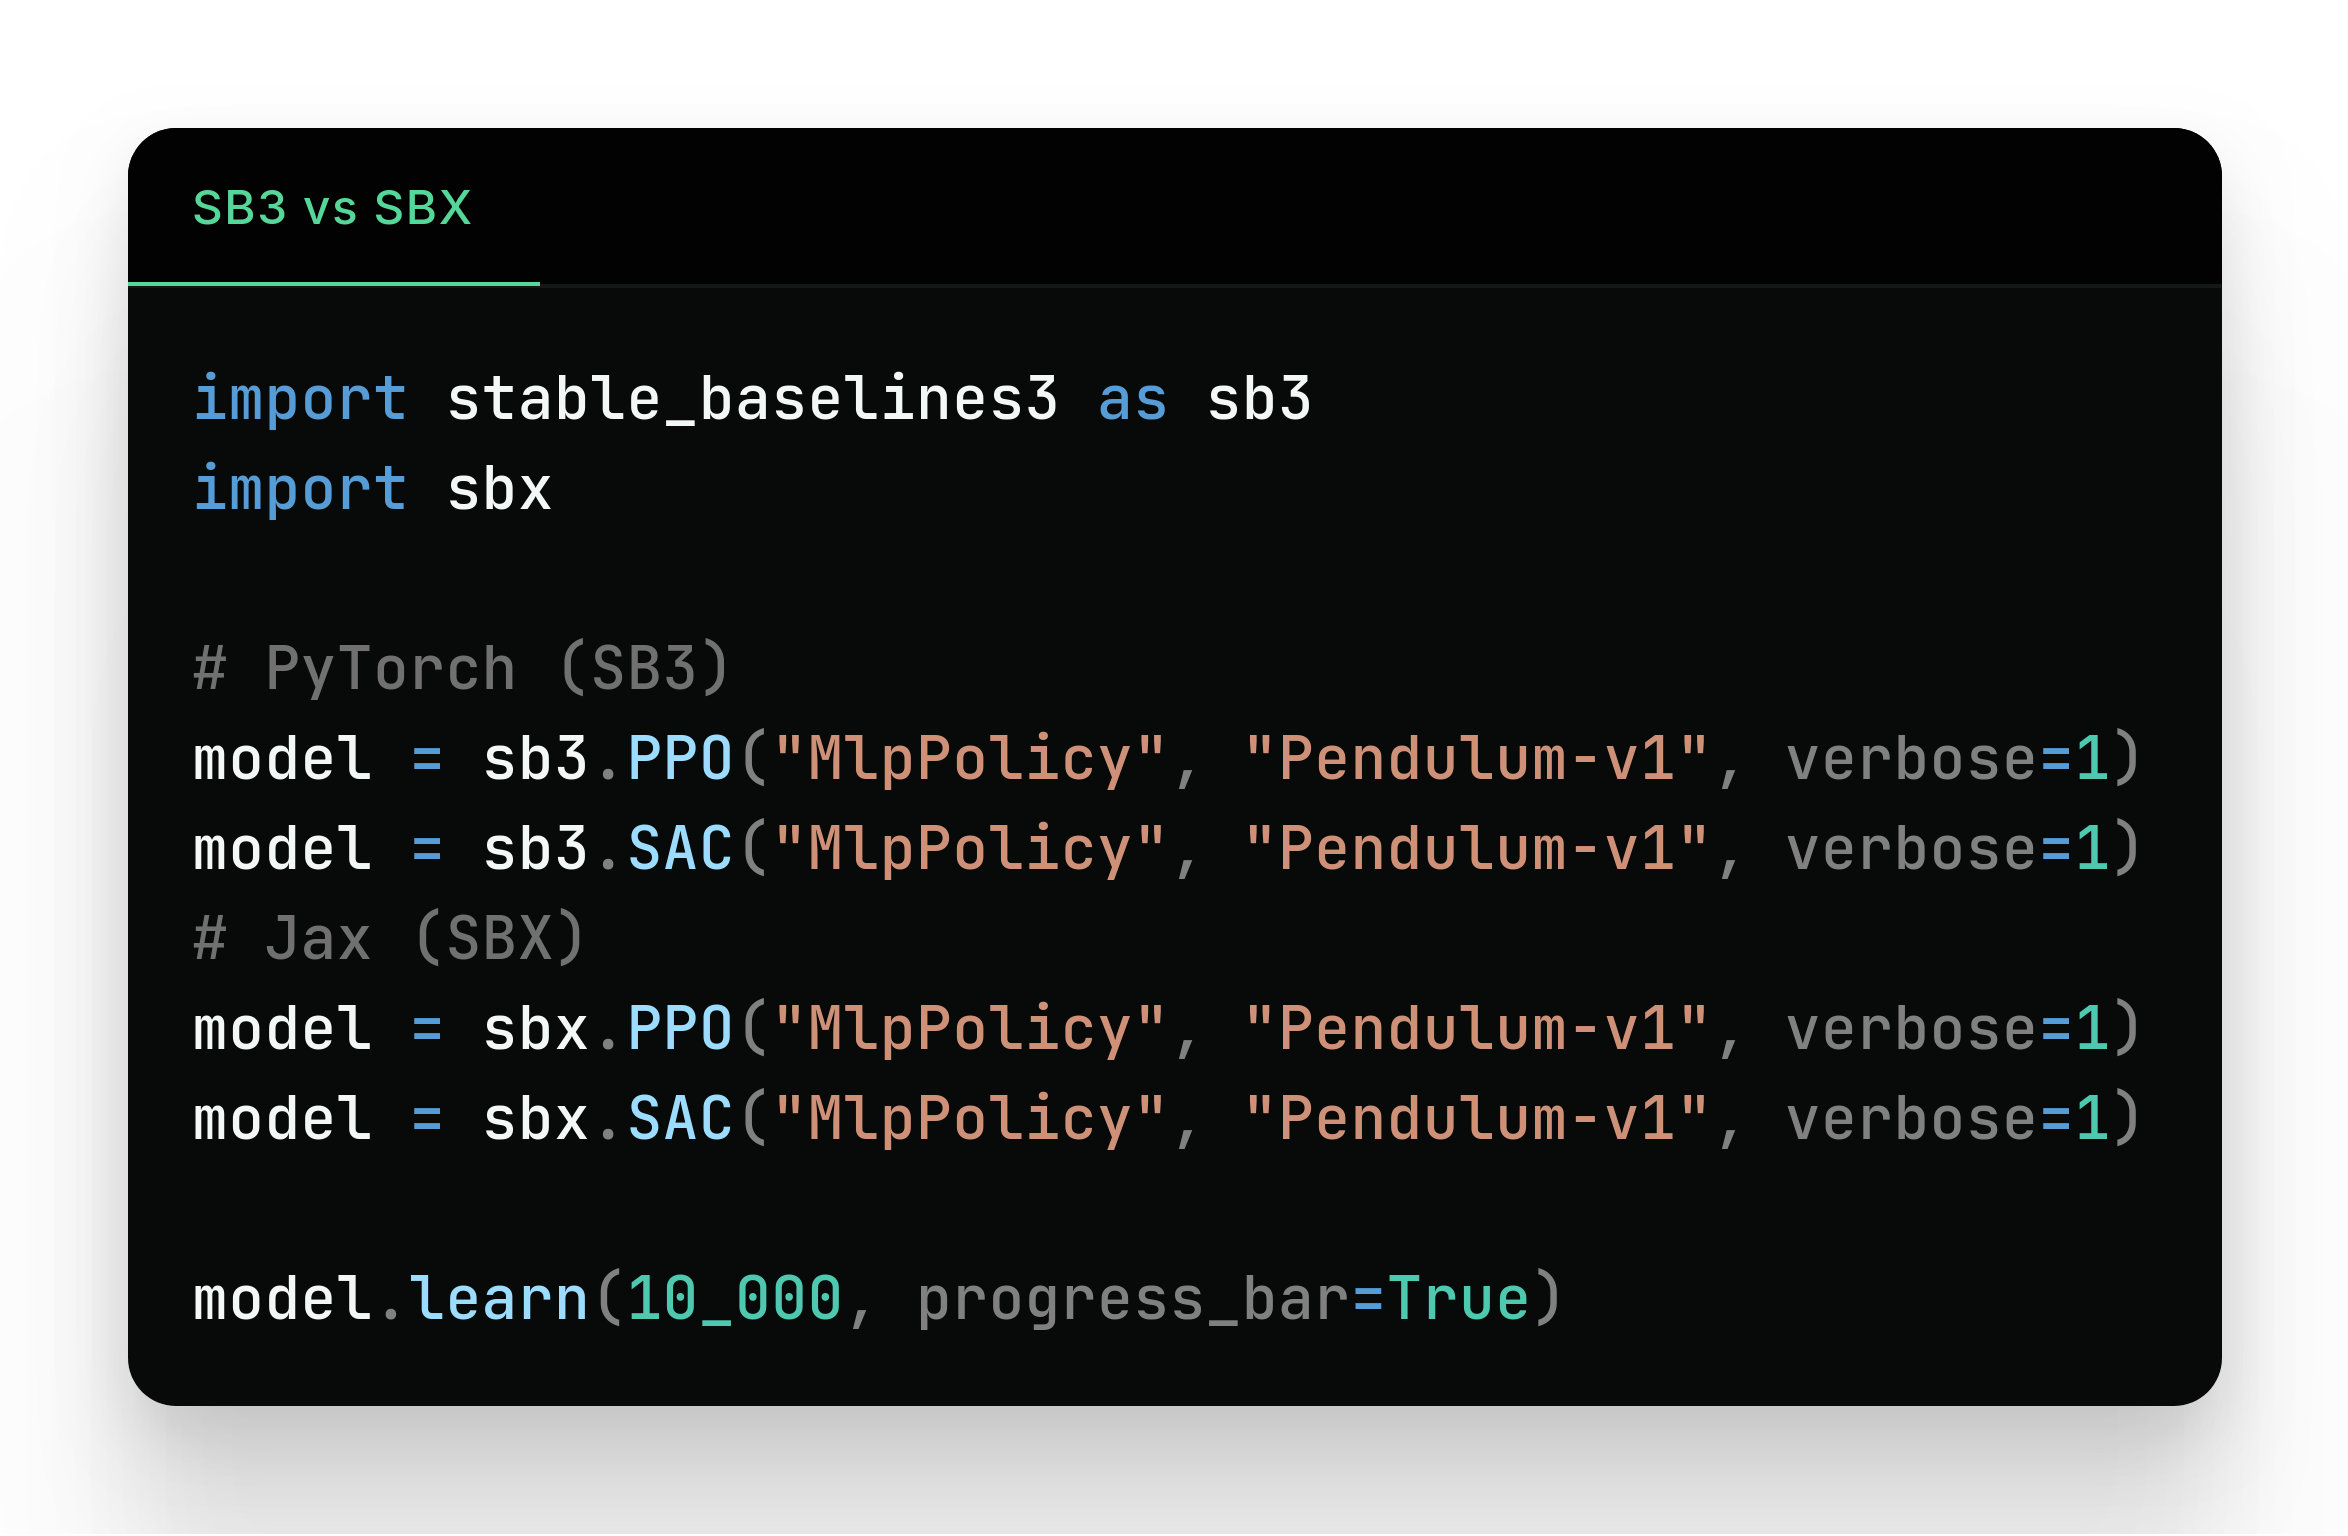 SB3 vs SBX
import stable_baselines3 as sb3
import sbx
# PyTorch (SB3)
model = sb3.PPO("MlpPolicy", "Pendulum-v1", verbose=1)
model = sb3.SAC("MlpPolicy", "Pendulum-v1", verbose=1)
# Jax (SBX)
model = sbx.PPO("MlpPolicy", "Pendulum-v1", verbose=1)
model = sbx.SAC("MlpPolicy", "Pendulum-v1", verbose=1)
model.learn(10_000, progress_bar=True)